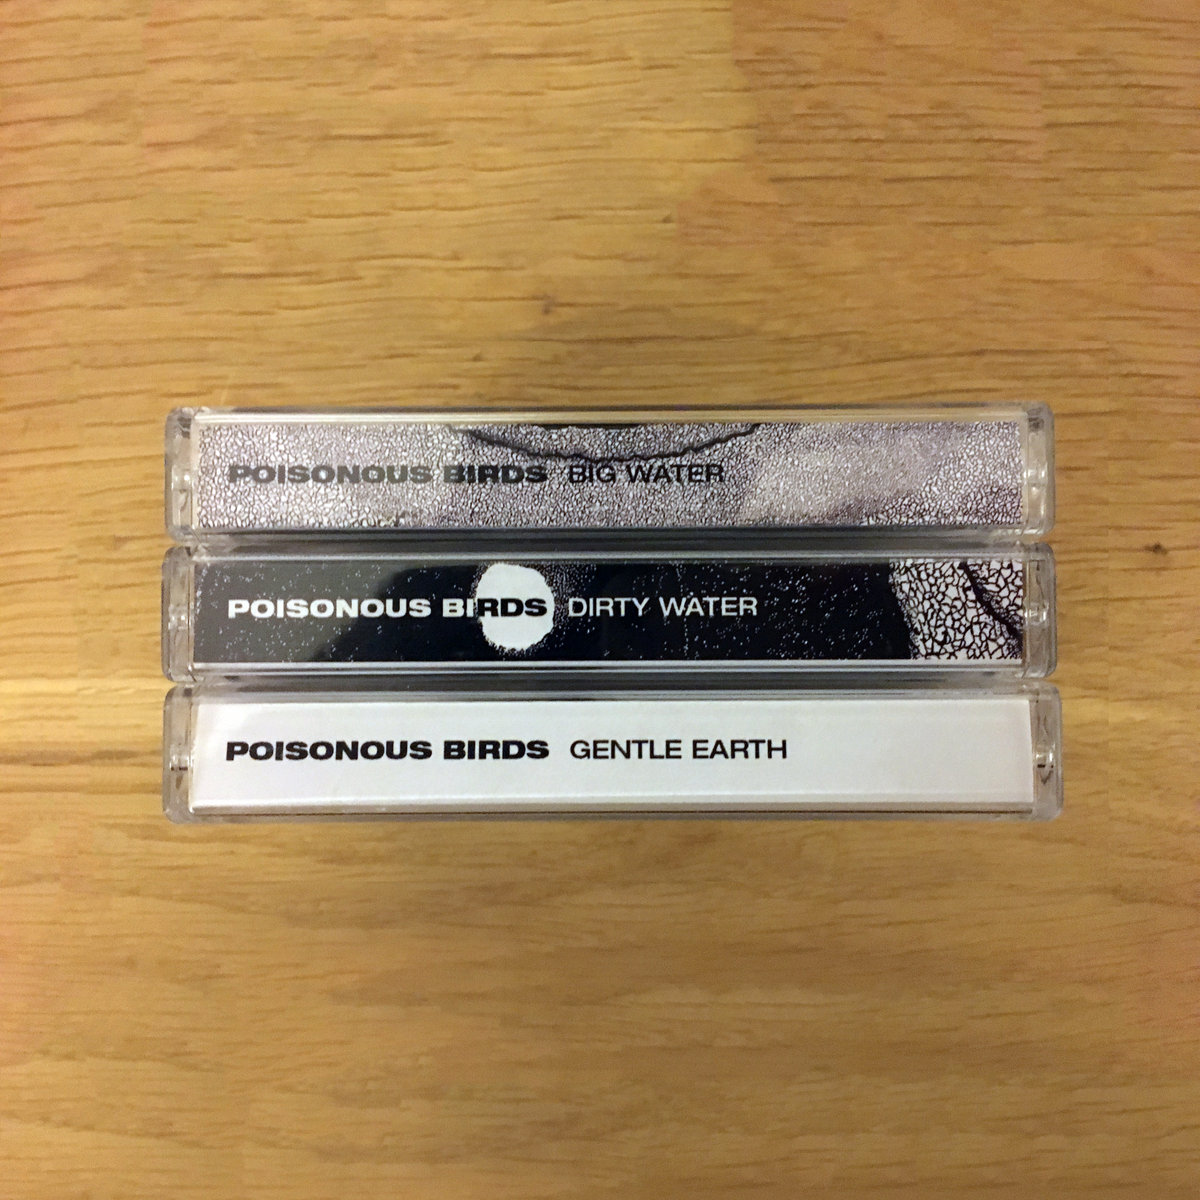 POISONOUS BIRDS BIG WATER
POISONOUS BIRDS DIRTY WATER
POISONOUS BIRDS GENTLE EARTH